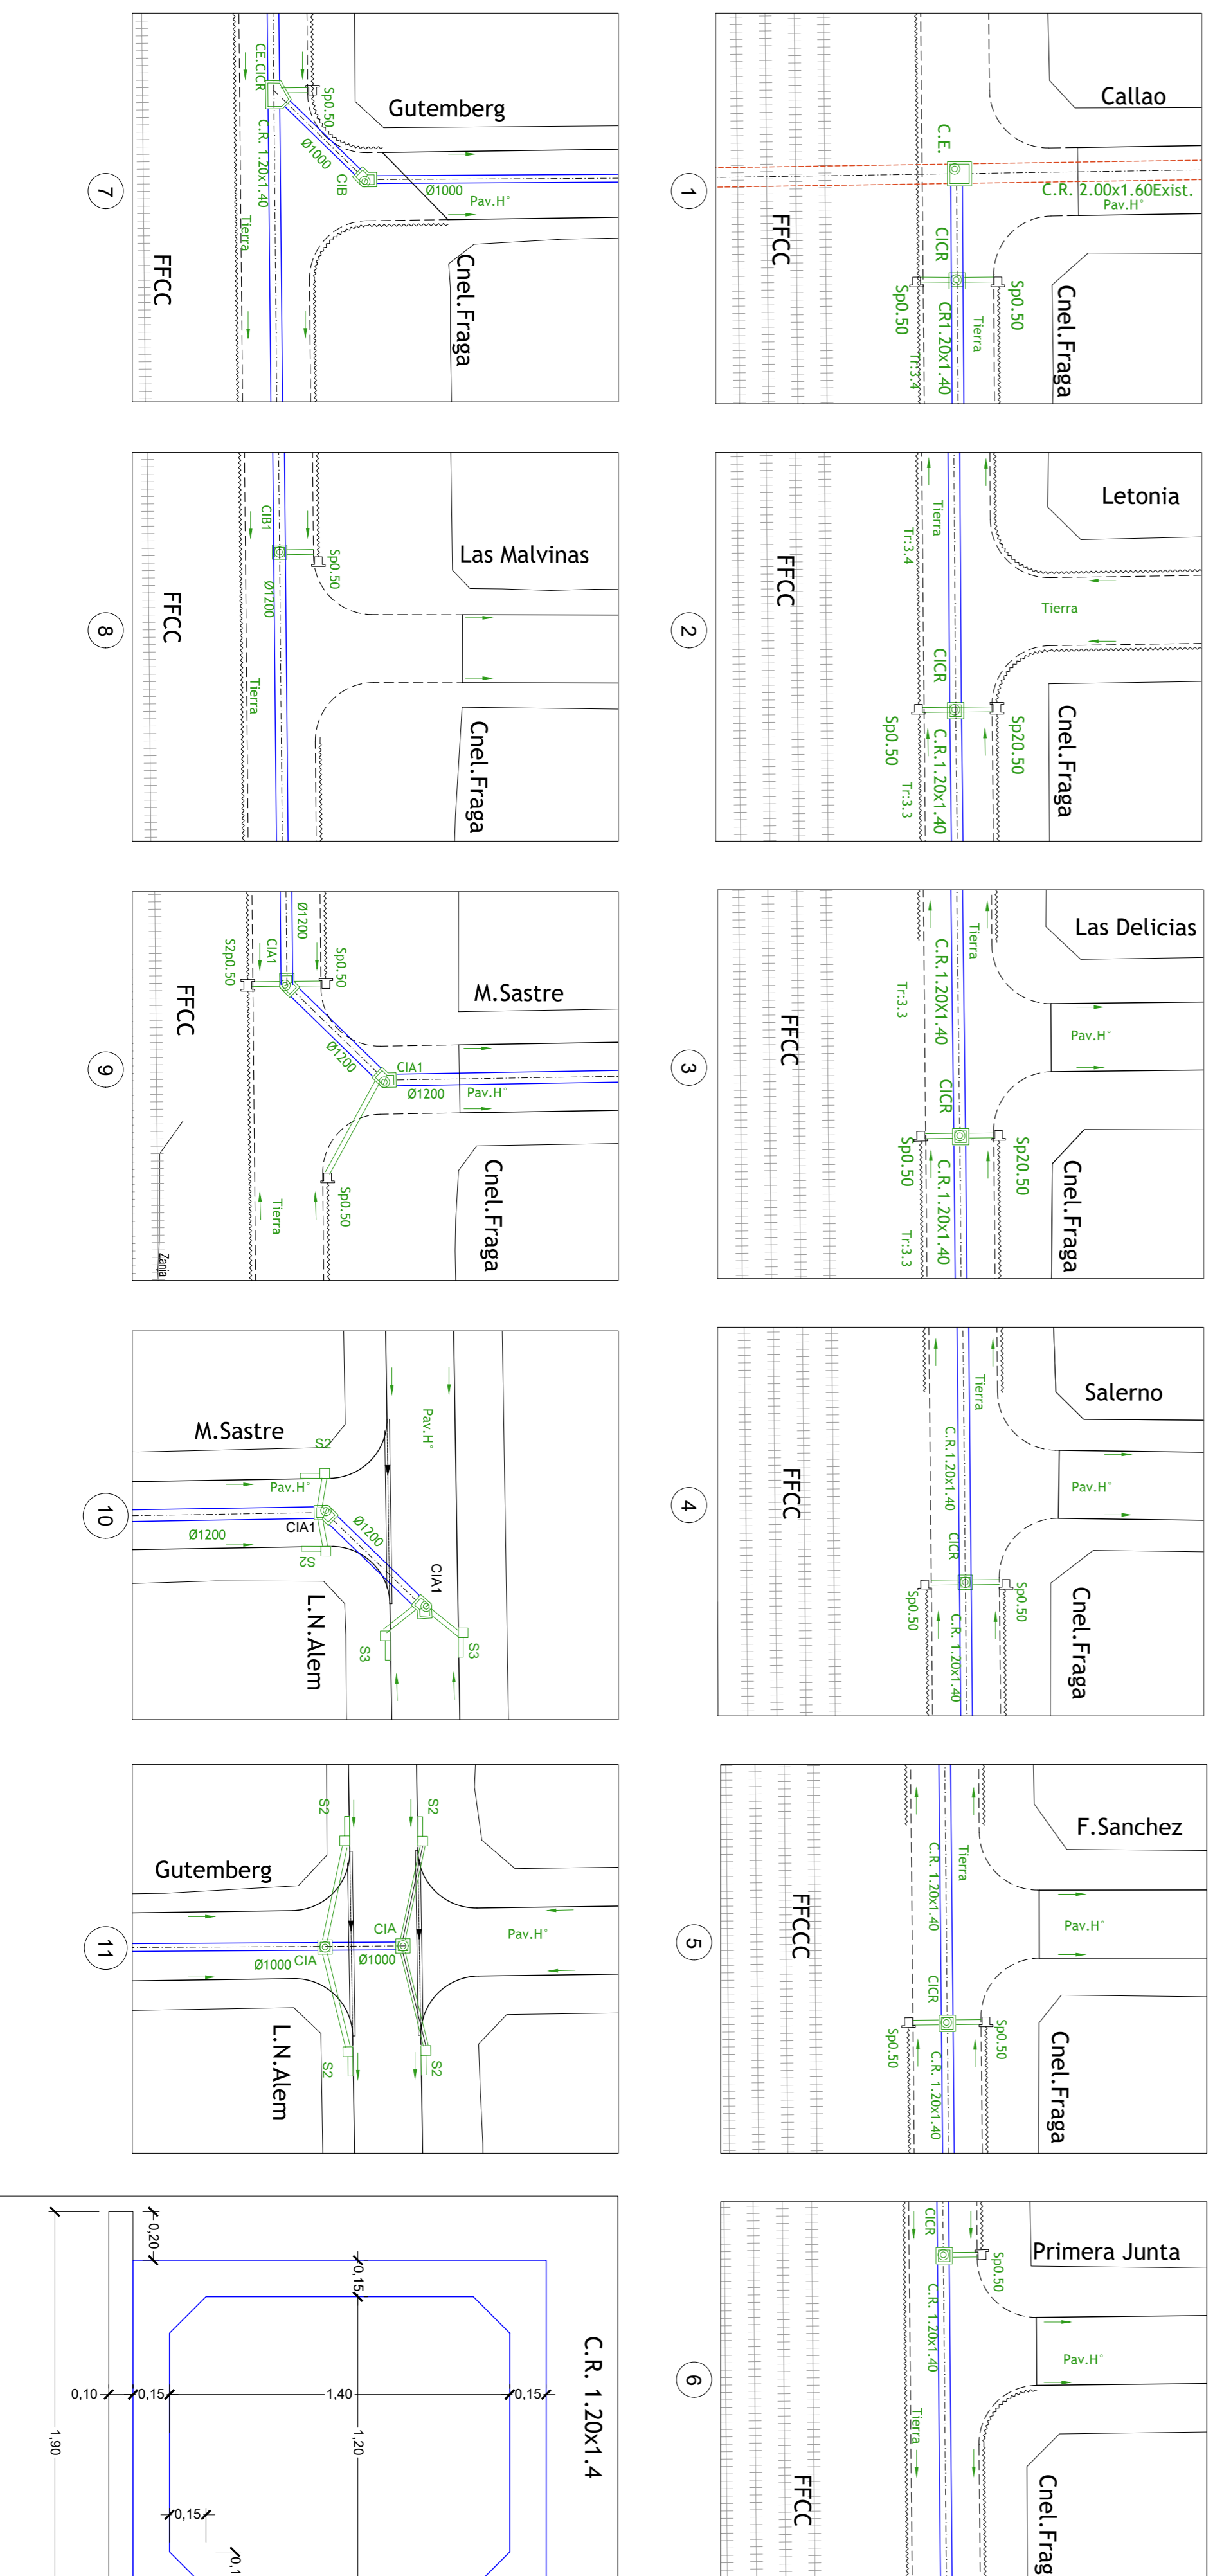 Callao
C.E.
C.R. 2.00x1.60Exist.
Pav.H°
FFCC
CICR
Sp0.50
Sp0.50
Tierra
CR1.20x1.40
Tr:3.4
Cnel.Fraga
1
Letonia
Tierra
Tr:3.4
Tierra
FFCC
CICR
Sp0.50
Sp20.50
C.R.1.20x1.40
Tr:3.3
Cnel.Fraga
2
Las Delicias
Tierra
C.R.1.20X1.40
Tr:3.3
Pav.H°
FFCC
CICR
Sp0.50
Sp20.50
C.R.1.20x1.40
Tr:3.3
Cnel.Fraga
3
Salerno
Tierra
C.R.1.20x1.40
Pav.H°
FFCC
CICR
Sp0.50
Sp0.50
C.R. 1.20x1.40
Cnel.Fraga
4
F.Sanchez
Tierra
C.R. 1.20x1.40
Pav.H°
FFCCC
CICR
Sp0.50
Sp0.50
C.R. 1.20x1.40
Cnel.Fraga
5
Primera Junta
CICR
Sp0.50
C.R. 1.20x1.40
Pav.H°
Tierra
FFCC
Cnel.Frag
6
Gutemberg
CE.CICR
Sp0.50
Ø1000
CIB
Ø1000
Pav.H°
C.R. 1.20x1.40
Tierra
FFCC
Cnel.Fraga
7
Las Malvinas
CIB1
Sp0.50
Ø1200
FFCC
Tierra
Cnel.Fraga
8
M.Sastre
Ø1200
CIA1
S2p0.50
Sp0.50
FFCC
Ø1200
CIA1
Ø1200
Pav.H°
Sp0.50
Tierra
Zanja
Cnel.Fraga
9
M.Sastre
Pav.H°
S2
Pav.H°
CIA1
Ø1200
Ø1200
S2
CIA1
S3
S3
L.N.Alem
10
S2
S2
Gutemberg
Pav.H°
CIA
CIA
Ø1000
Ø1000
S2
S2
L.N.Alem
11
C.R. 1.20x1.4
0,20
0,15
0,10
0,15
1,40
0,15
1,20
1,90
0,15
0,1